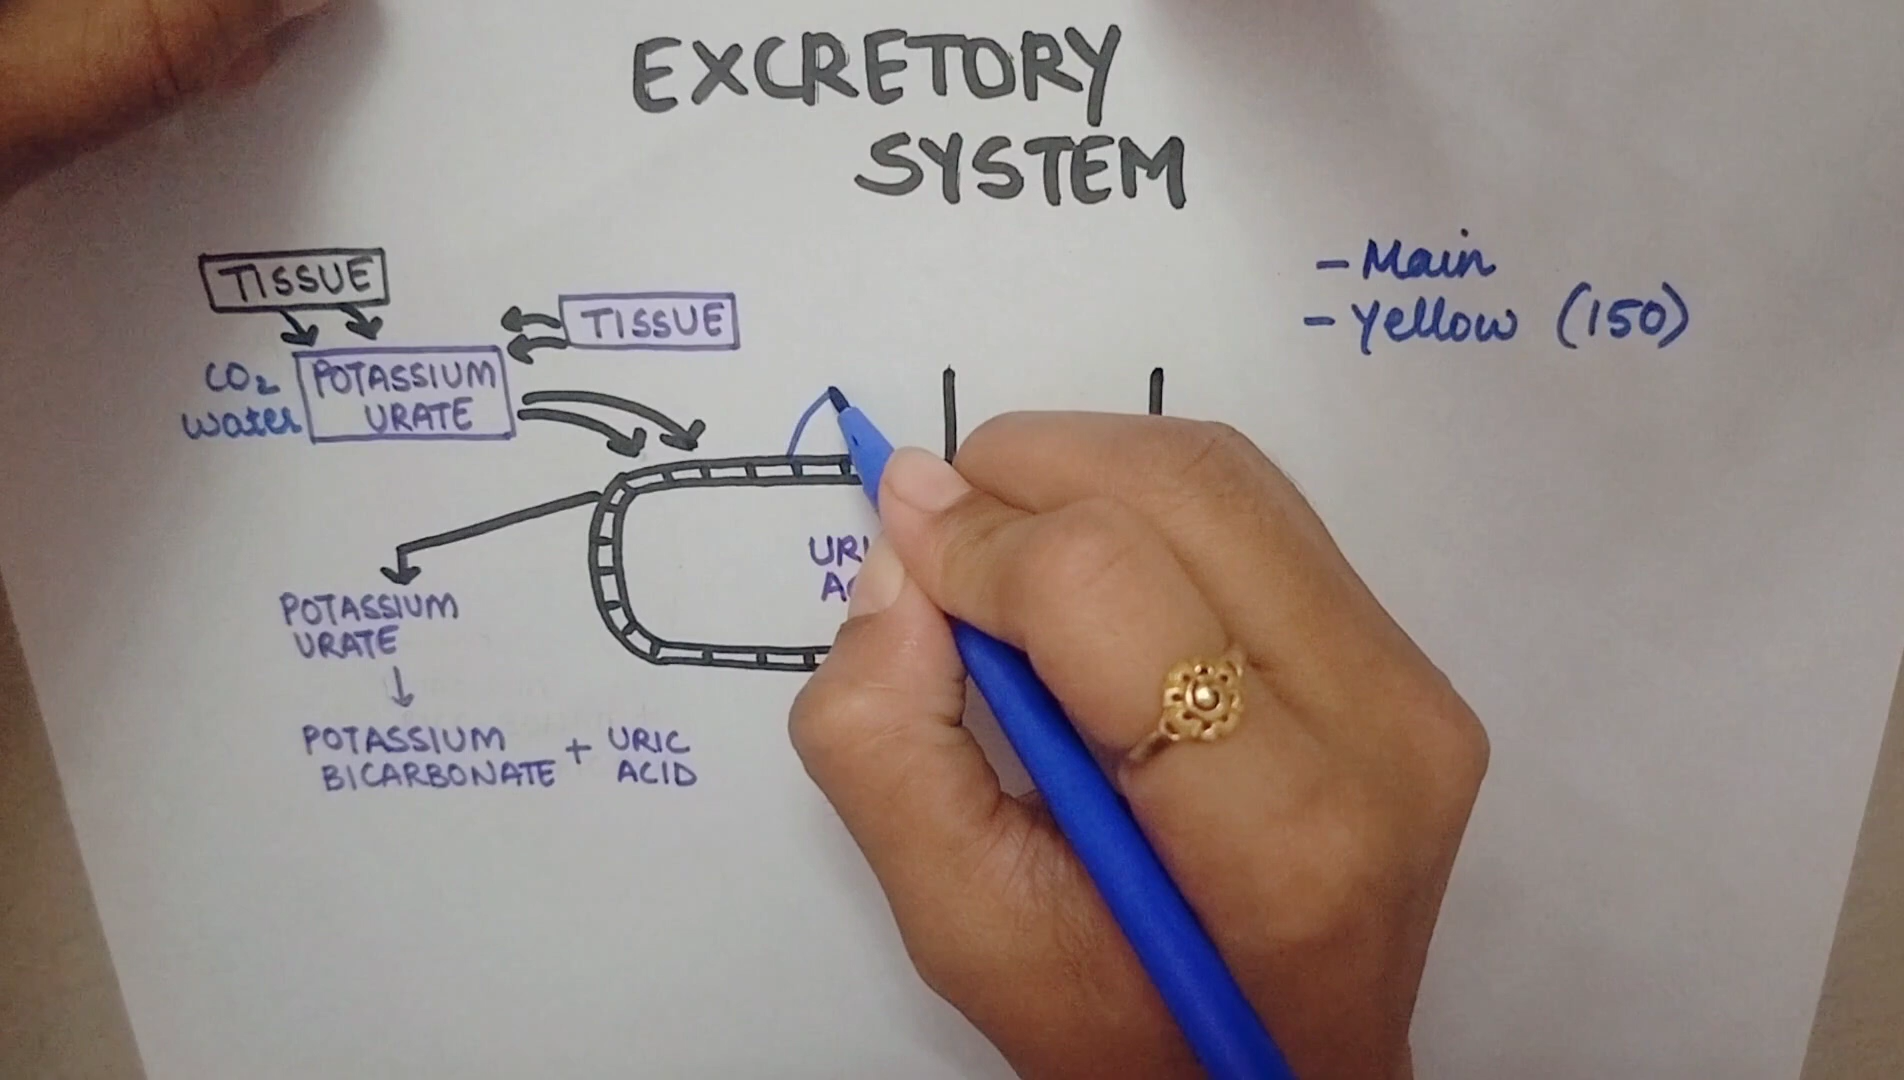 EXCRETORY
SYSTEM
- Main
- Yellow (150)
TISSUE
TISSUE
CO2
water
POTASSIUM
URATE
POTASSIUM
URATE
POTASSIUM
BICARBONATE
+
URIC
ACID